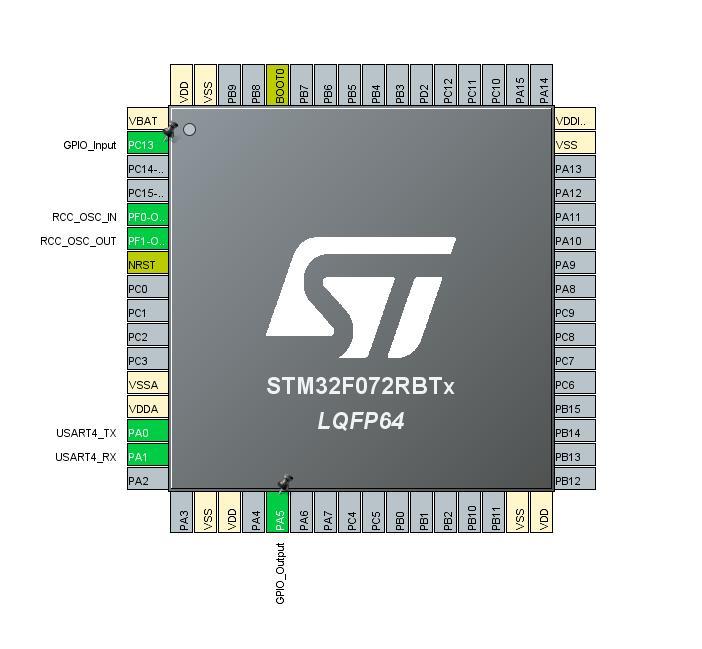 VDD
VSS
PB9
PB8
BOOT0
PB7
PB6
PB5
PB4
PB3
PD2
PC12
PC11
PC10
PA15
PA14
VBAT
GPIO_Input PC13
PC14-..
PC15-..
RCC_OSC_IN PF0-O..
RCC_OSC_OUT PF1-O..
NRST
PC0
PC1
PC2
PC3
VSSA
VDDA
USART4_TX PA0
USART4_RX PA1
PA2
ST
STM32F072RBTx
LQFP64
VDDI..
VSS
PA13
PA12
PA11
PA10
PA9
PA8
PC9
PC8
PC7
PC6
PB15
PB14
PB13
PB12
PA3
VSS
VDD
PA4
PA5
PA6
PA7
PC4
PC5
PB0
PB1
PB2
PB10
PB11
VSS
VDD
GPIO_Output